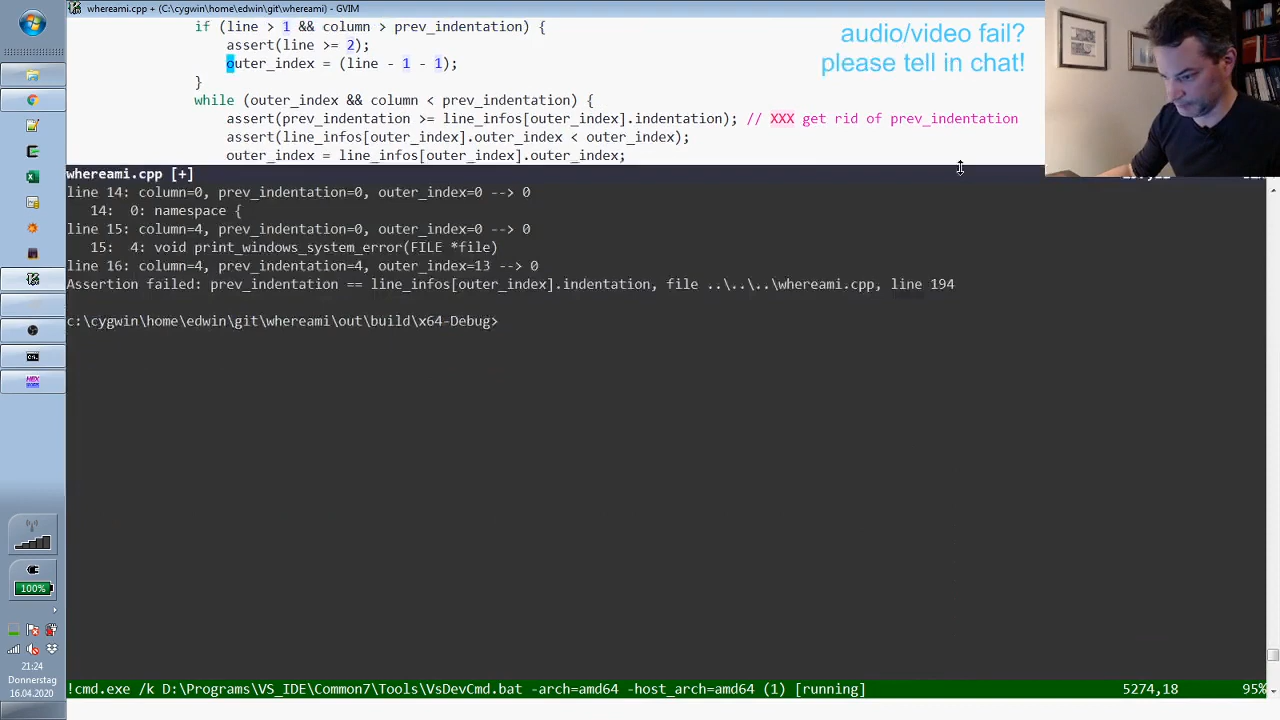 whereami.cpp + (C:\cygwin\home\edwin\git\whereami) - GVIM
if (line > 1 && column > prev_indentation) {
assert(line >= 2);
outer_index = (line - 1 - 1);
}
while (outer_index && column < prev_indentation) {
assert(prev_indentation >= line_infos[outer_index].indentation); // XXX get rid of prev_indentation
assert(line_infos[outer_index].outer_index < outer_index);
outer_index = line_infos[outer_index].outer_index;
audio/video fail?
please tell in chat!
whereami.cpp [+]
line 14: column=0, prev_indentation=0, outer_index=0 --> 0
14: 0: namespace {
line 15: column=4, prev_indentation=0, outer_index=0 --> 0
15: 4: void print_windows_system_error(FILE *file)
line 16: column=4, prev_indentation=4, outer_index=13 --> 0
Assertion failed: prev_indentation == line_infos[outer_index].indentation, file ..\..\..\whereami.cpp, line 194
c:\cygwin\home\edwin\git\whereami\out\build\x64-Debug>
!cmd.exe /k D:\Programs\VS_IDE\Common7\Tools\VsDevCmd.bat -arch=amd64 -host_arch=amd64 (1) [running]
5274,18
95%
100%
21:24
Donnerstag
16.04.2020